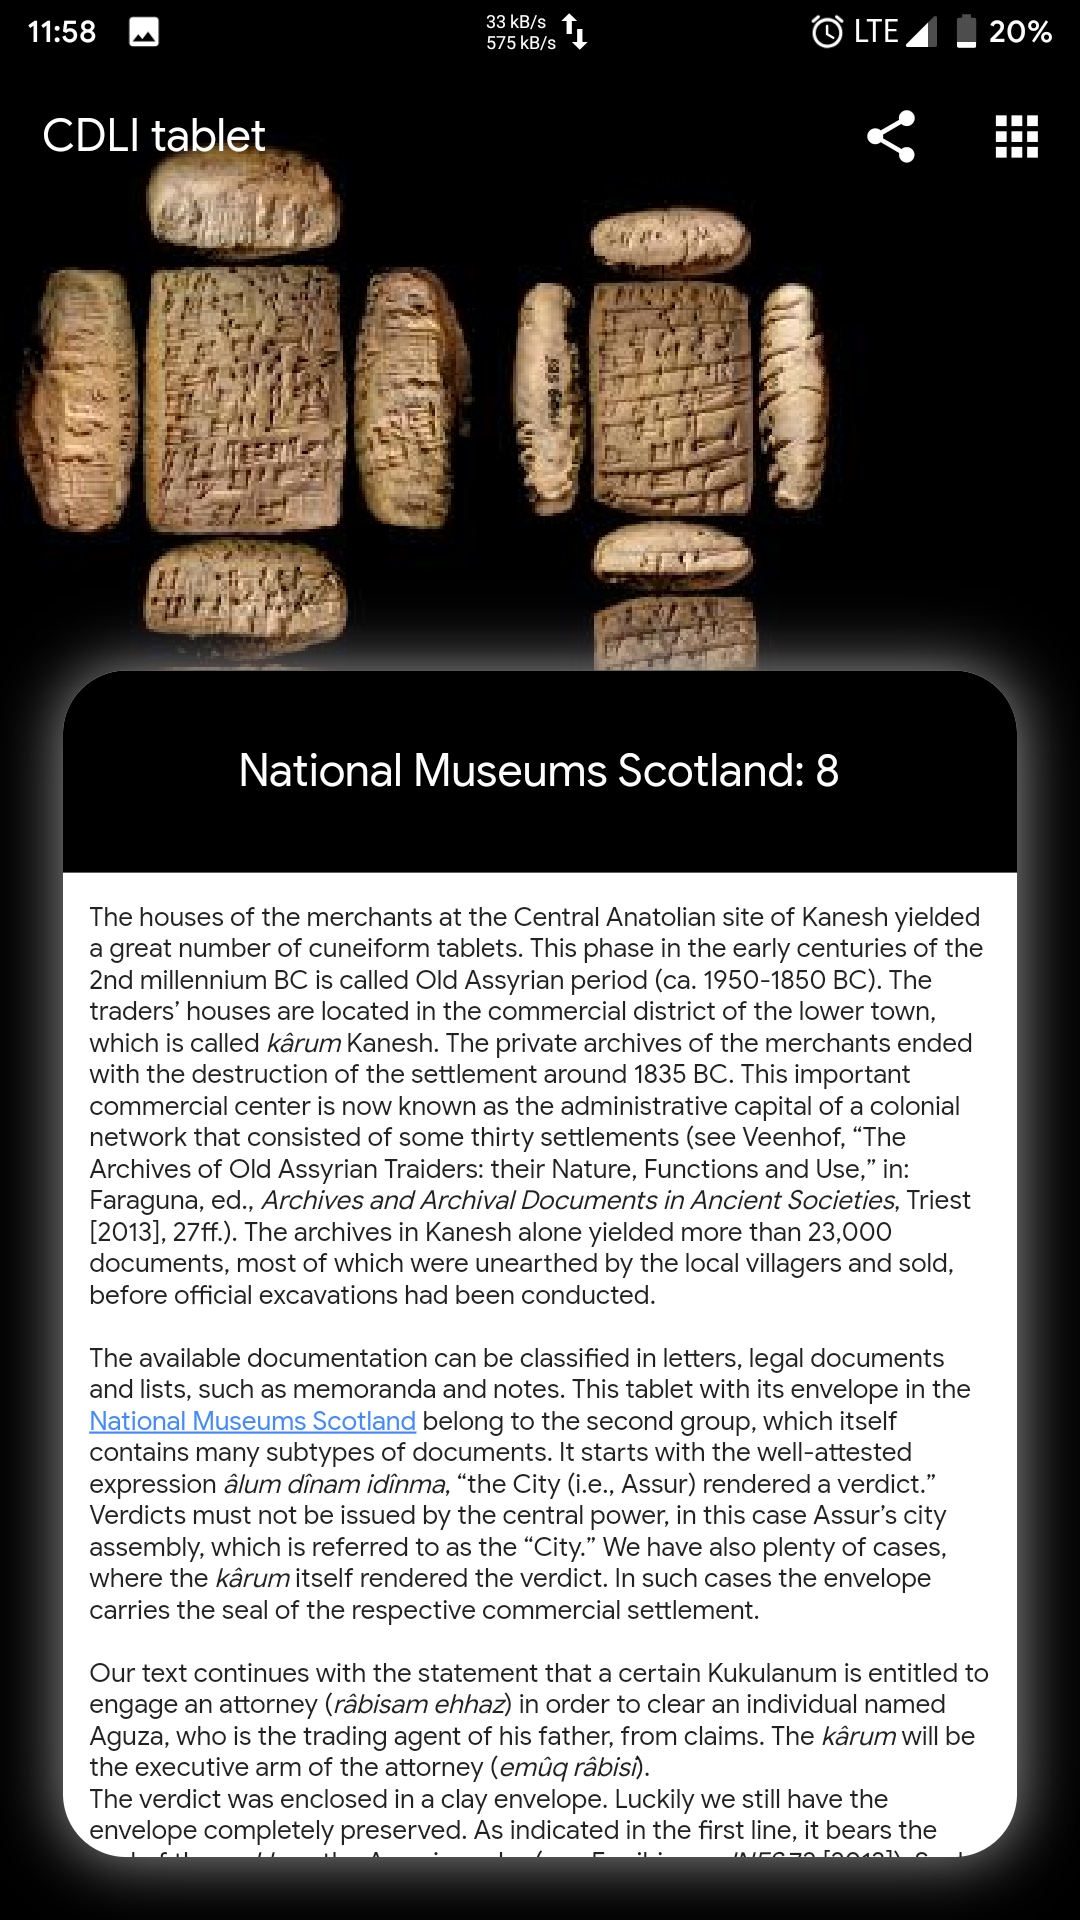 11:58
33 kB/s
575 kB/s
LTE
20%
CDLI tablet
National Museums Scotland: 8
The houses of the merchants at the Central Anatolian site of Kanesh yielded
a great number of cuneiform tablets. This phase in the early centuries of the
2nd millennium BC is called Old Assyrian period (ca. 1950-1850 BC). The
traders’ houses are located in the commercial district of the lower town,
which is called kârum Kanesh. The private archives of the merchants ended
with the destruction of the settlement around 1835 BC. This important
commercial center is now known as the administrative capital of a colonial
network that consisted of some thirty settlements (see Veenhof, “The
Archives of Old Assyrian Traiders: their Nature, Functions and Use,” in:
Faraguna, ed., Archives and Archival Documents in Ancient Societies, Triest
[2013], 27ff.). The archives in Kanesh alone yielded more than 23,000
documents, most of which were unearthed by the local villagers and sold,
before official excavations had been conducted.
The available documentation can be classified in letters, legal documents
and lists, such as memoranda and notes. This tablet with its envelope in the
National Museums Scotland belong to the second group, which itself
contains many subtypes of documents. It starts with the well-attested
expression âlum dînam idînma, “the City (i.e., Assur) rendered a verdict.”
Verdicts must not be issued by the central power, in this case Assur’s city
assembly, which is referred to as the “City.” We have also plenty of cases,
where the kârum itself rendered the verdict. In such cases the envelope
carries the seal of the respective commercial settlement.
Our text continues with the statement that a certain Kukulanum is entitled to
engage an attorney (râbisam ehhaz) in order to clear an individual named
Aguza, who is the trading agent of his father, from claims. The kârum will be
the executive arm of the attorney (emûq râbisi).
The verdict was enclosed in a clay envelope. Luckily we still have the
envelope completely preserved. As indicated in the first line, it bears the